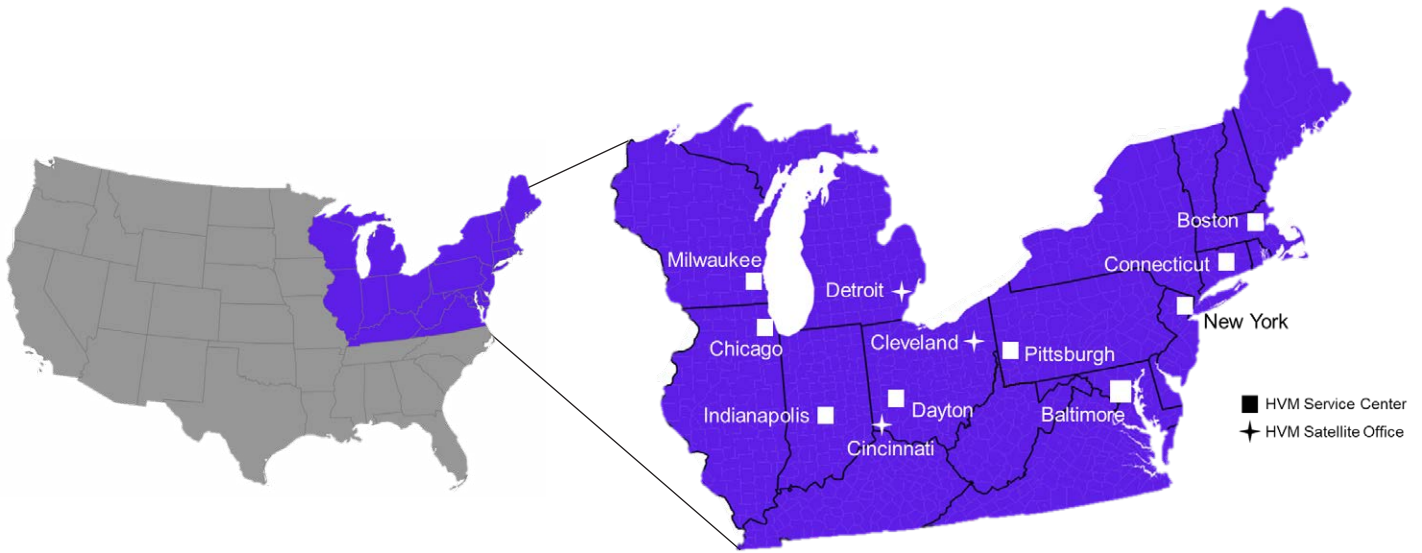 Boston
Milwaukee
Connecticut
Detroit
New York
Chicago
Cleveland
Pittsburgh
Indianapolis
Dayton
Baltimore
Cincinnati
HVM Service Center
HVM Satellite Office